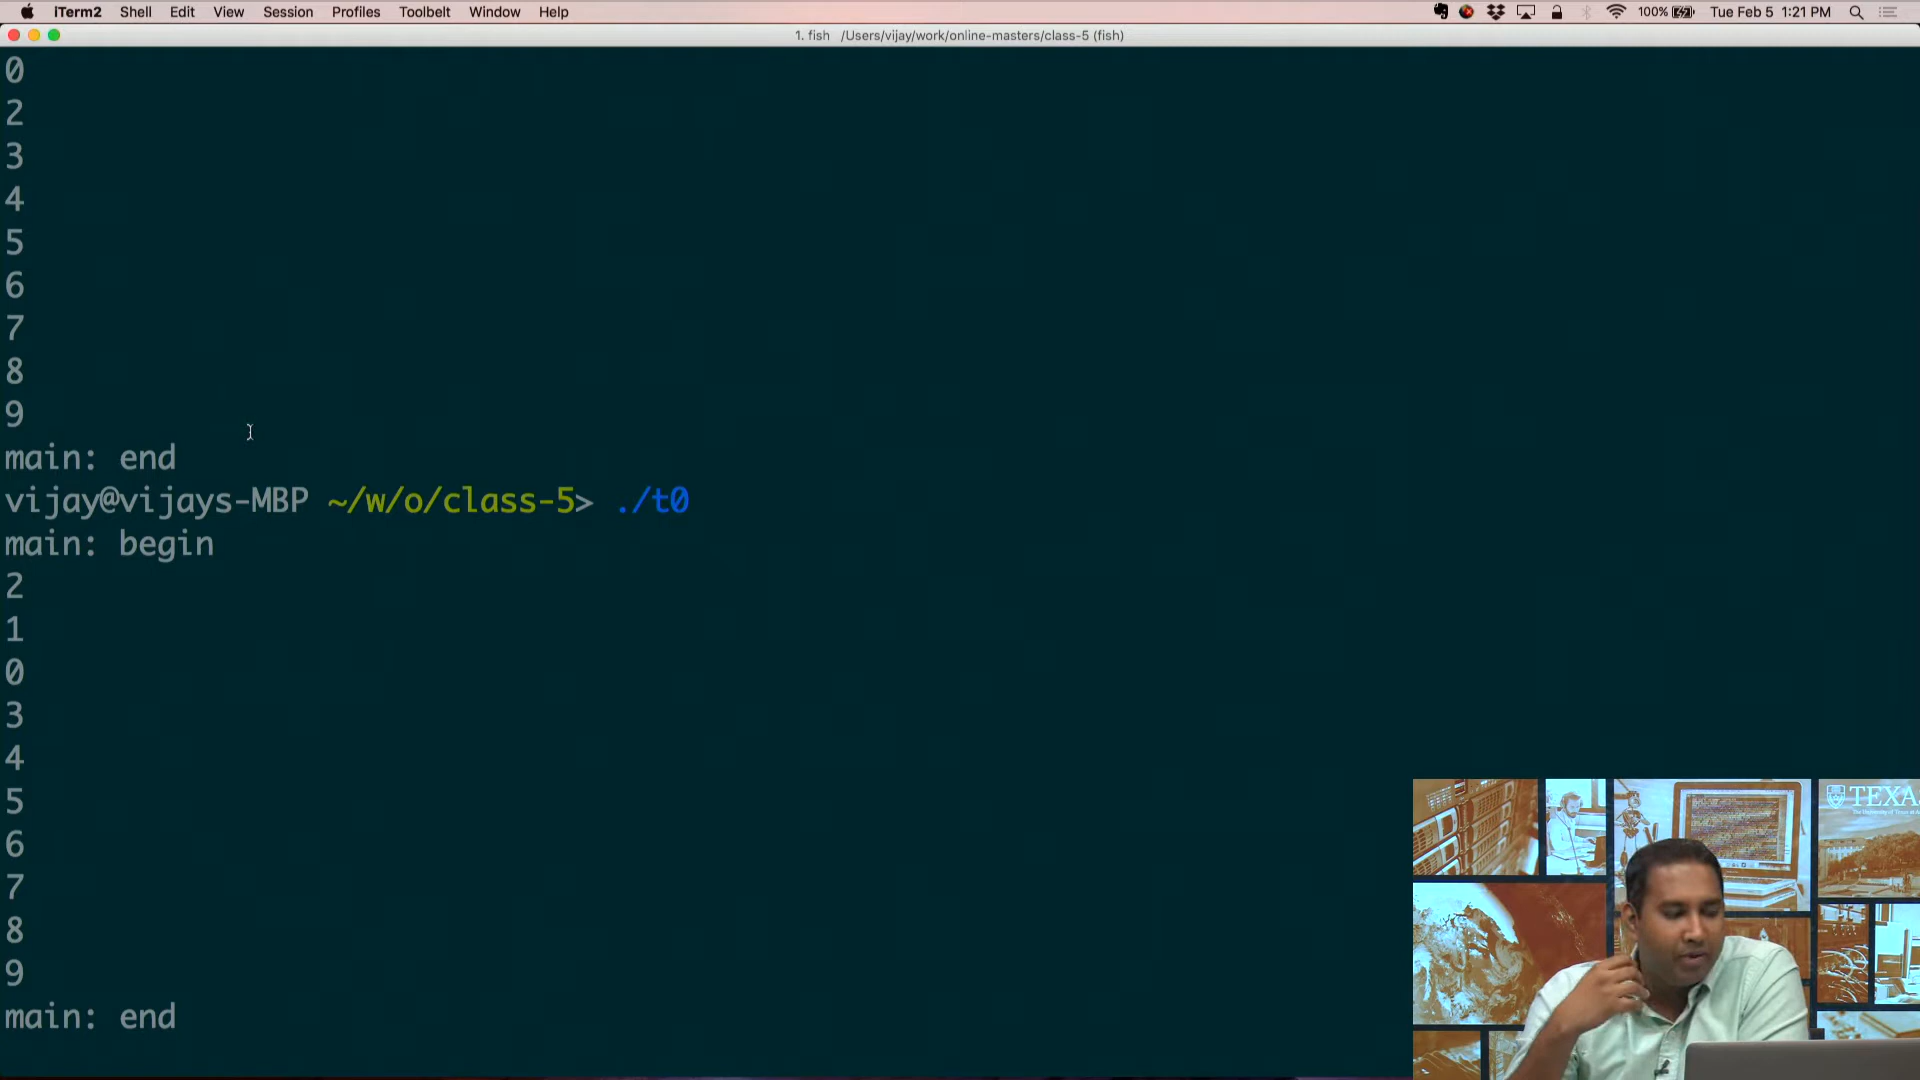 iTerm2 Shell Edit View Session Profiles Toolbelt Window Help 100% Tue Feb 5 1:21 PM
1. fish /Users/vijay/work/online-masters/class-5 (fish)
0
2
3
4
5
6
7
8
9
main: end
vijay@vijays-MBP ~/w/o/class-5> ./t0
main: begin
2
1
0
3
4
5
6
7
8
9
main: end
TEXA